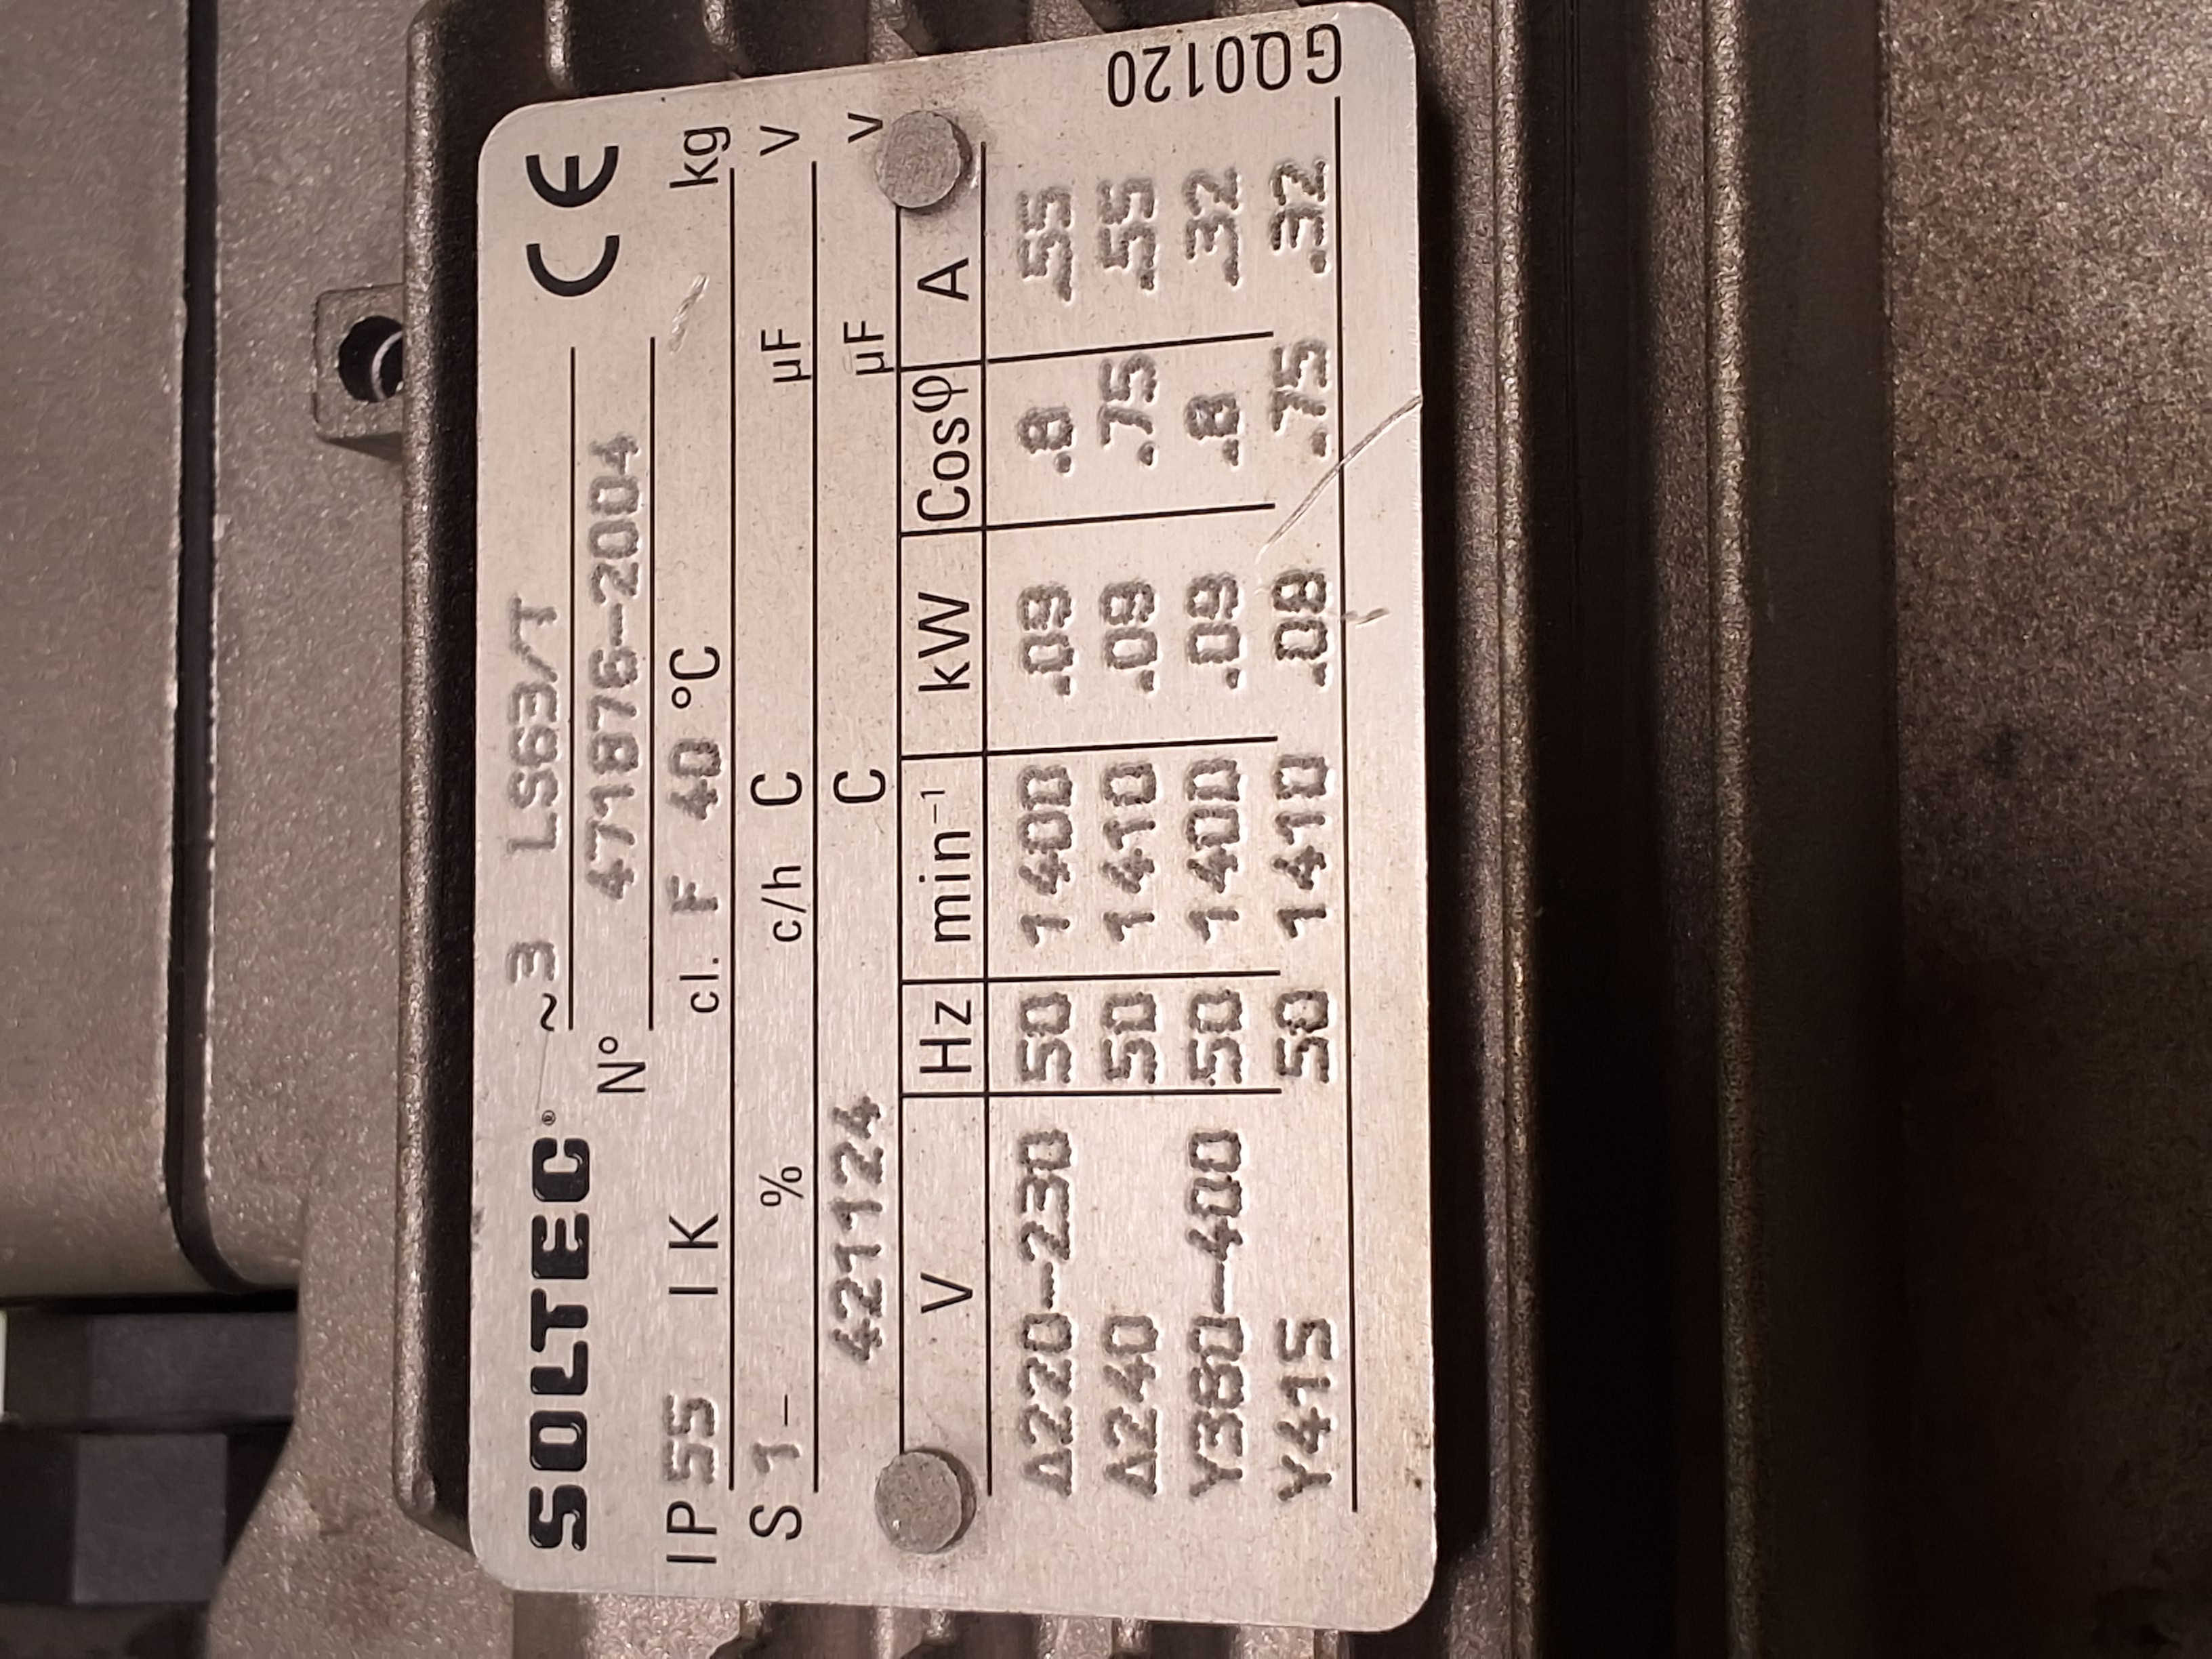 SOLTEC® ~3 LS63/T CE
N° 471876-2004
IP 55 IK cl. F 40 °C kg
S 1- % c/h C µF V
4211124 C µF V
V Hz min⁻¹ kW Cosφ A
Δ220-230 50 1400 .09 .8 .55
Δ240 50 1410 .09 .75 .55
Y380-400 50 1400 .09 .8 .32
Y415 50 1410 .09 .75 .32
GQ0120